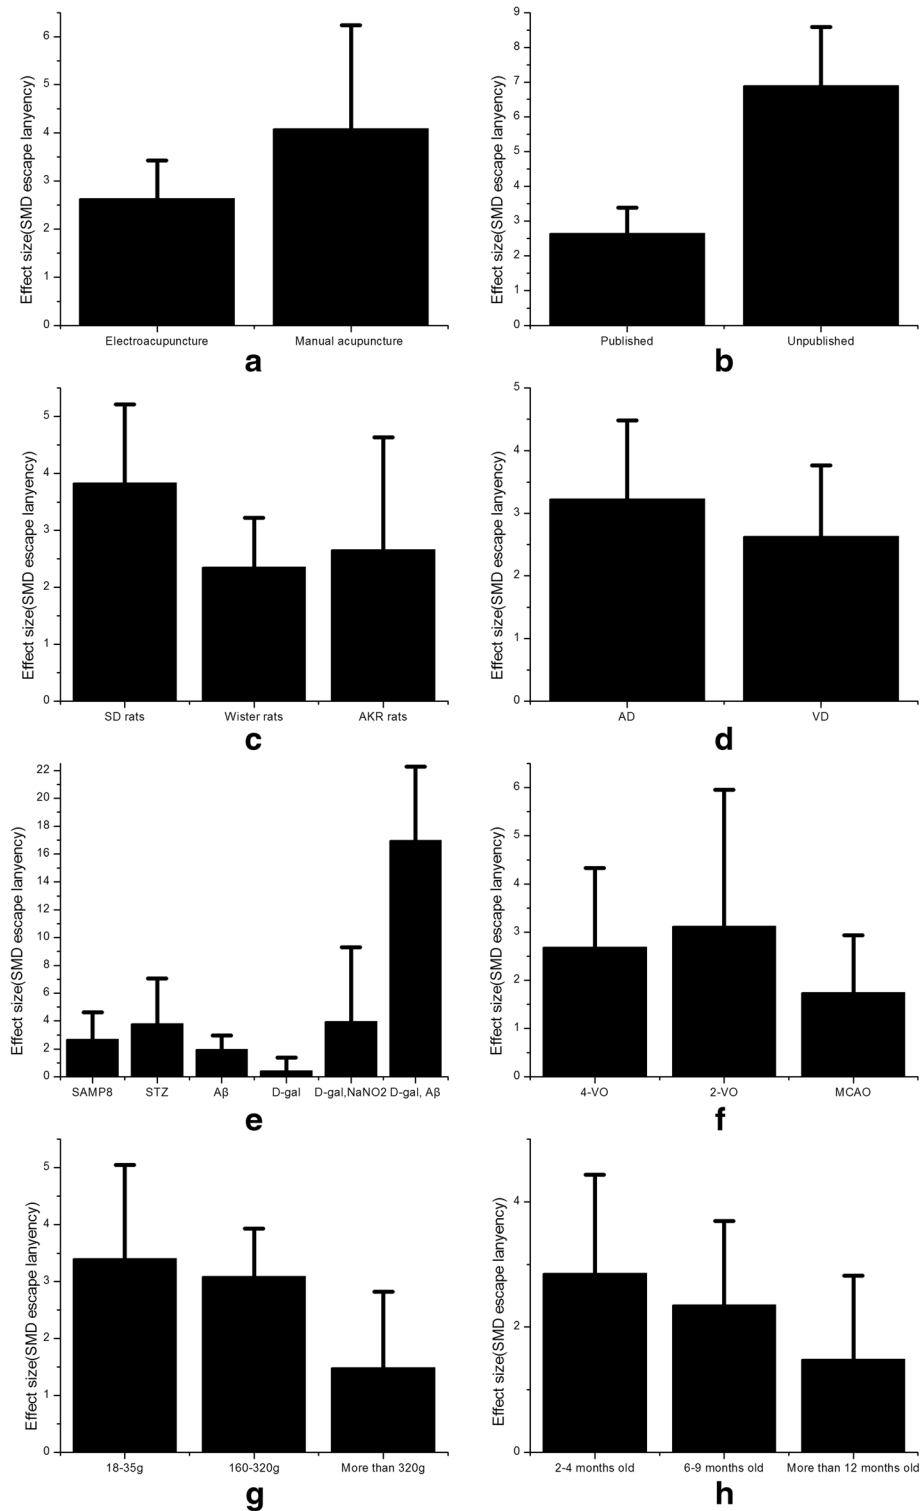 Effect size(SMD escape lanyency)
6
5
4
3
2
1
0
Electroacupuncture Manual acupuncture
a
Effect size(SMD escape lanyency)
9
8
7
6
5
4
3
2
1
0
Published Unpublished
b
Effect size(SMD escape lanyency)
5
4
3
2
1
0
SD rats Wister rats AKR rats
c
Effect size(SMD escape lanyency)
5
4
3
2
1
0
AD VD
d
Effect size(SMD escape lanyency)
22
20
18
16
14
12
10
8
6
4
2
0
SAMP8 STZ Aβ D-gal D-gal,NaNO2 D-gal, Aβ
e
Effect size(SMD escape lanyency)
6
5
4
3
2
1
0
4-VO 2-VO MCAO
f
Effect size(SMD escape lanyency)
5
4
3
2
1
0
18-35g 160-320g More than 320g
g
Effect size(SMD escape lanyency)
4
2
0
2-4 months old 6-9 months old More than 12 months old
h